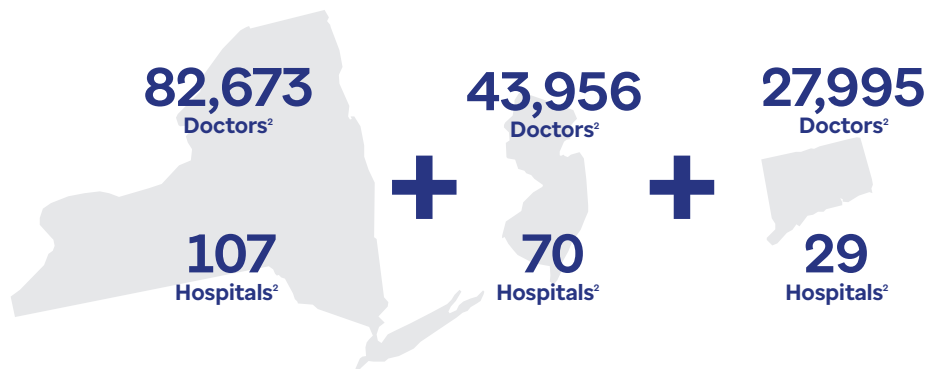 82,673
Doctors²
107
Hospitals²
+
43,956
Doctors²
70
Hospitals²
+
27,995
Doctors²
29
Hospitals²